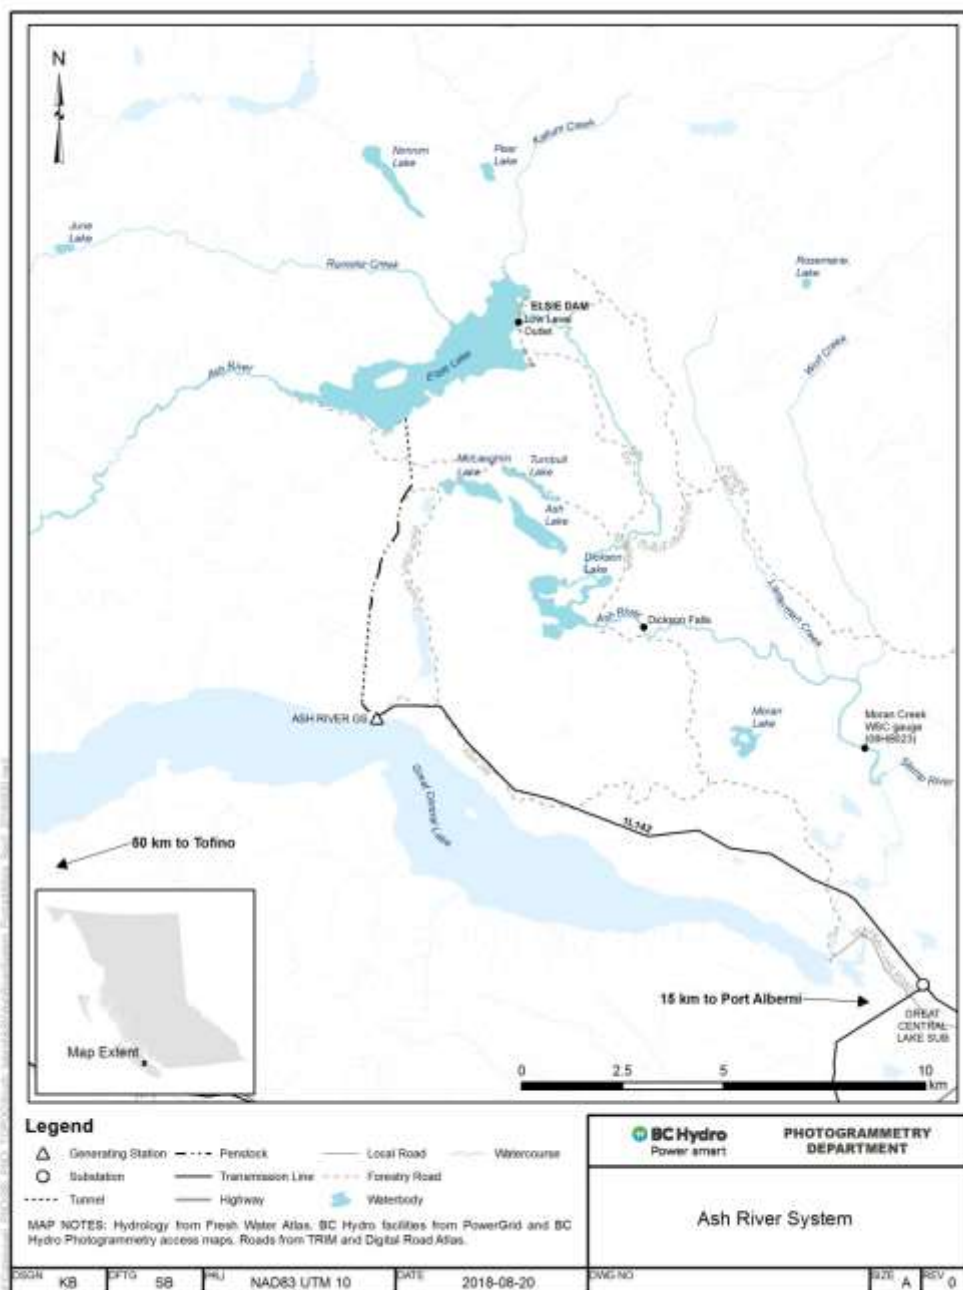 N
Kallum Creek
Pear
Lake
June
Lake
Rosemarie
Lake
ELSIE DAM
Low Level
Outlet
Elsie Lake
Wolf Creek
Ash River
McLaughlin
Lake
Turnbull
Lake
Ash
Lake
Dickson
Lake
Ash River
Dickson Falls
Lanterman Creek
ASH RIVER GS
Moran
Lake
Moran Creek
WSC gauge
(08HB023)
Stamp River
Great Central Lake
1L142
50 km to Tofino
15 km to Port Alberni
GREAT
CENTRAL
LAKE SUB
Map Extent
0 2.5 5 10
km
Legend
Generating Station
Penstock
Local Road
Watercourse
Substation
Transmission Line
Forestry Road
Tunnel
Highway
Waterbody
MAP NOTES: Hydrology from Fresh Water Atlas. BC Hydro facilities from PowerGrid and BC
Hydro Photogrammetry access maps. Roads from TRIM and Digital Road Atlas.
BC Hydro
Power smart
PHOTOGRAMMETRY
DEPARTMENT
Ash River System
DSGN KB DFTG SB PRJ NAD83 UTM 10 DATE 2018-08-20 DWG NO SIZE A REV 0